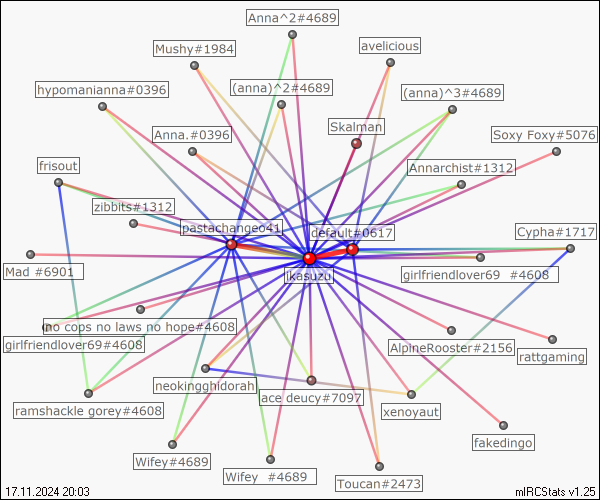 Anna^2#4689
avelicious
Mushy#1984
hypomanianna#0396
(anna)^2#4689
(anna)^3#4689
Skalman
Anna.#0396
Soxy Foxy#5076
frisout
Annarchist#1312
zibbits#1312
pastachangeo41
default#0617
Cypha#1717
Mad #6901
ikasuzu
girlfriendlover69 #4608
no cops no laws no hope#4608
girlfriendlover69#4608
AlpineRooster#2156
rattgaming
neokingghidorah
ace deucy#7097
ramshackle gorey#4608
xenoyaut
fakedingo
Wifey#4689
Wifey #4689
Toucan#2473
17.11.2024 20:03
mIRCStats v1.25